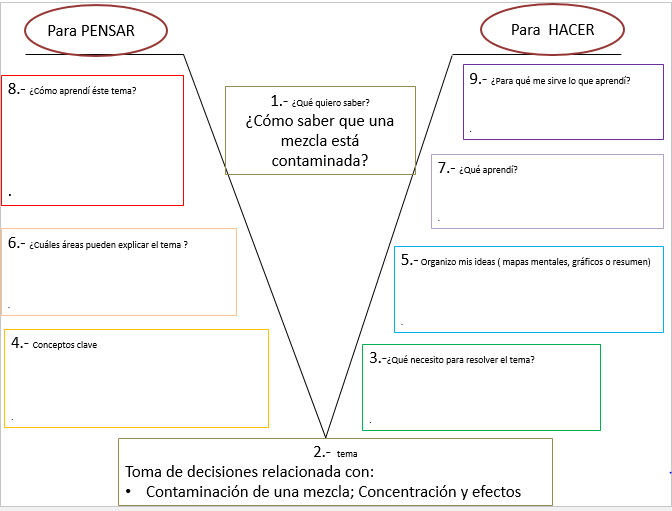 Para PENSAR
Para HACER
8.- ¿Cómo aprendí éste tema?
.
1.- ¿Qué quiero saber?
¿Cómo saber que una
mezcla está
contaminada?
9.- ¿Para qué me sirve lo que aprendí?
.
7.- ¿Qué aprendí?
.
6.- ¿Cuáles áreas pueden explicar el tema ?
.
5.- Organizo mis ideas ( mapas mentales, gráficos o resumen)
.
4.- Conceptos clave
.
3.-¿Qué necesito para resolver el tema?
.
2.- tema
Toma de decisiones relacionada con:
• Contaminación de una mezcla; Concentración y efectos